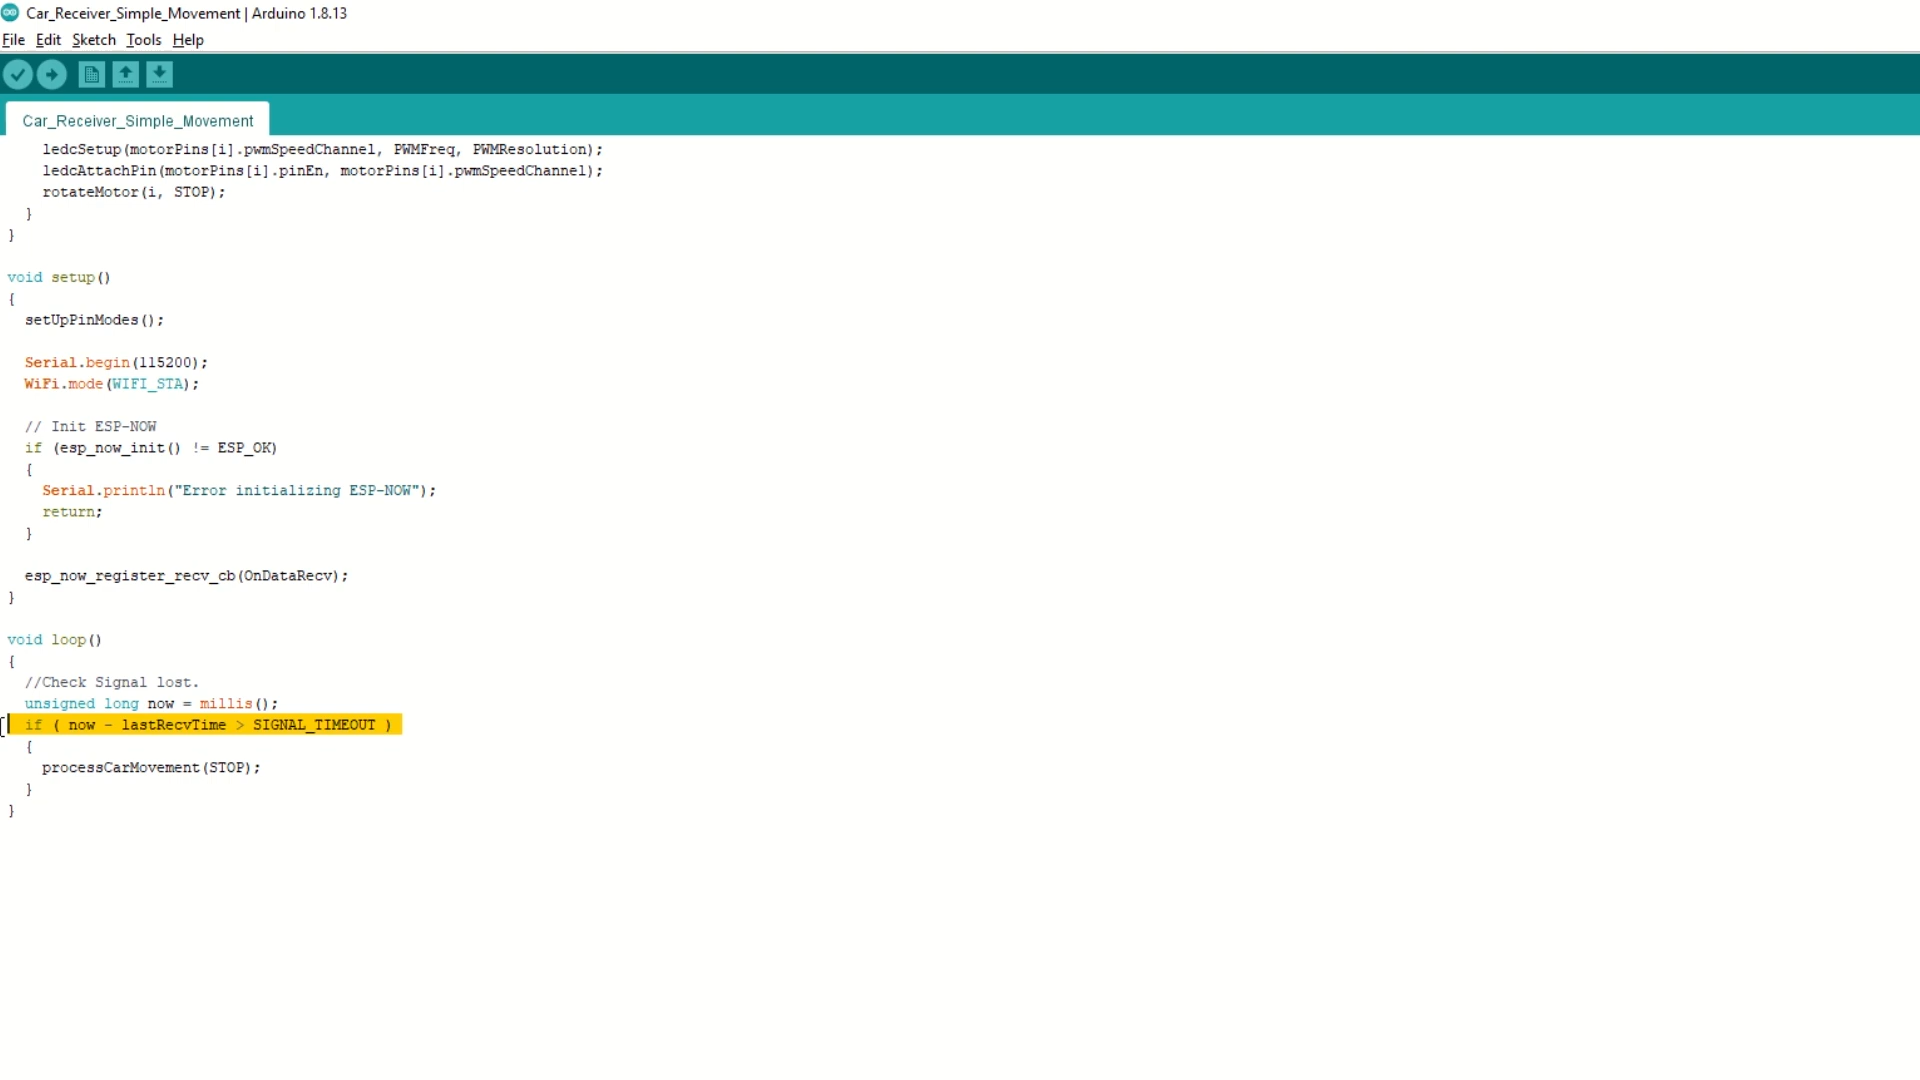 Car_Receiver_Simple_Movement | Arduino 1.8.13
File Edit Sketch Tools Help
Car_Receiver_Simple_Movement
    ledcSetup(motorPins[i].pwmSpeedChannel, PWMFreq, PWMResolution);
    ledcAttachPin(motorPins[i].pinEn, motorPins[i].pwmSpeedChannel);
    rotateMotor(i, STOP);
  }
}
void setup()
{
  setUpPinModes();
  Serial.begin(115200);
  WiFi.mode(WIFI_STA);
  // Init ESP-NOW
  if (esp_now_init() != ESP_OK)
  {
    Serial.println("Error initializing ESP-NOW");
    return;
  }
  esp_now_register_recv_cb(OnDataRecv);
}
void loop()
{
  //Check Signal lost.
  unsigned long now = millis();
  if ( now - lastRecvTime > SIGNAL_TIMEOUT )
  {
    processCarMovement(STOP);
  }
}